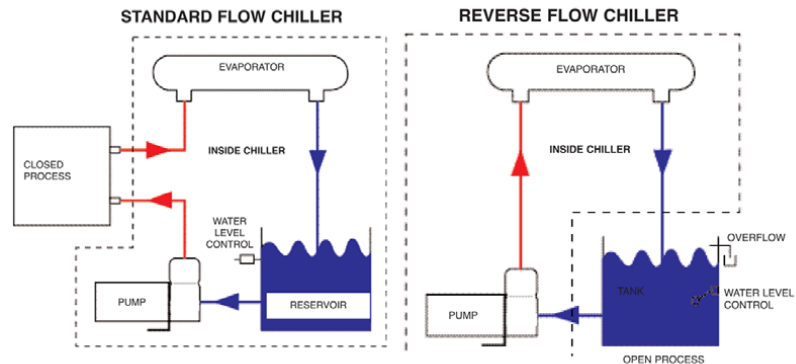 STANDARD FLOW CHILLER
EVAPORATOR
INSIDE CHILLER
CLOSED
PROCESS
WATER
LEVEL
CONTROL
PUMP
RESERVOIR
REVERSE FLOW CHILLER
EVAPORATOR
INSIDE CHILLER
OVERFLOW
TANK
WATER LEVEL
CONTROL
PUMP
OPEN PROCESS